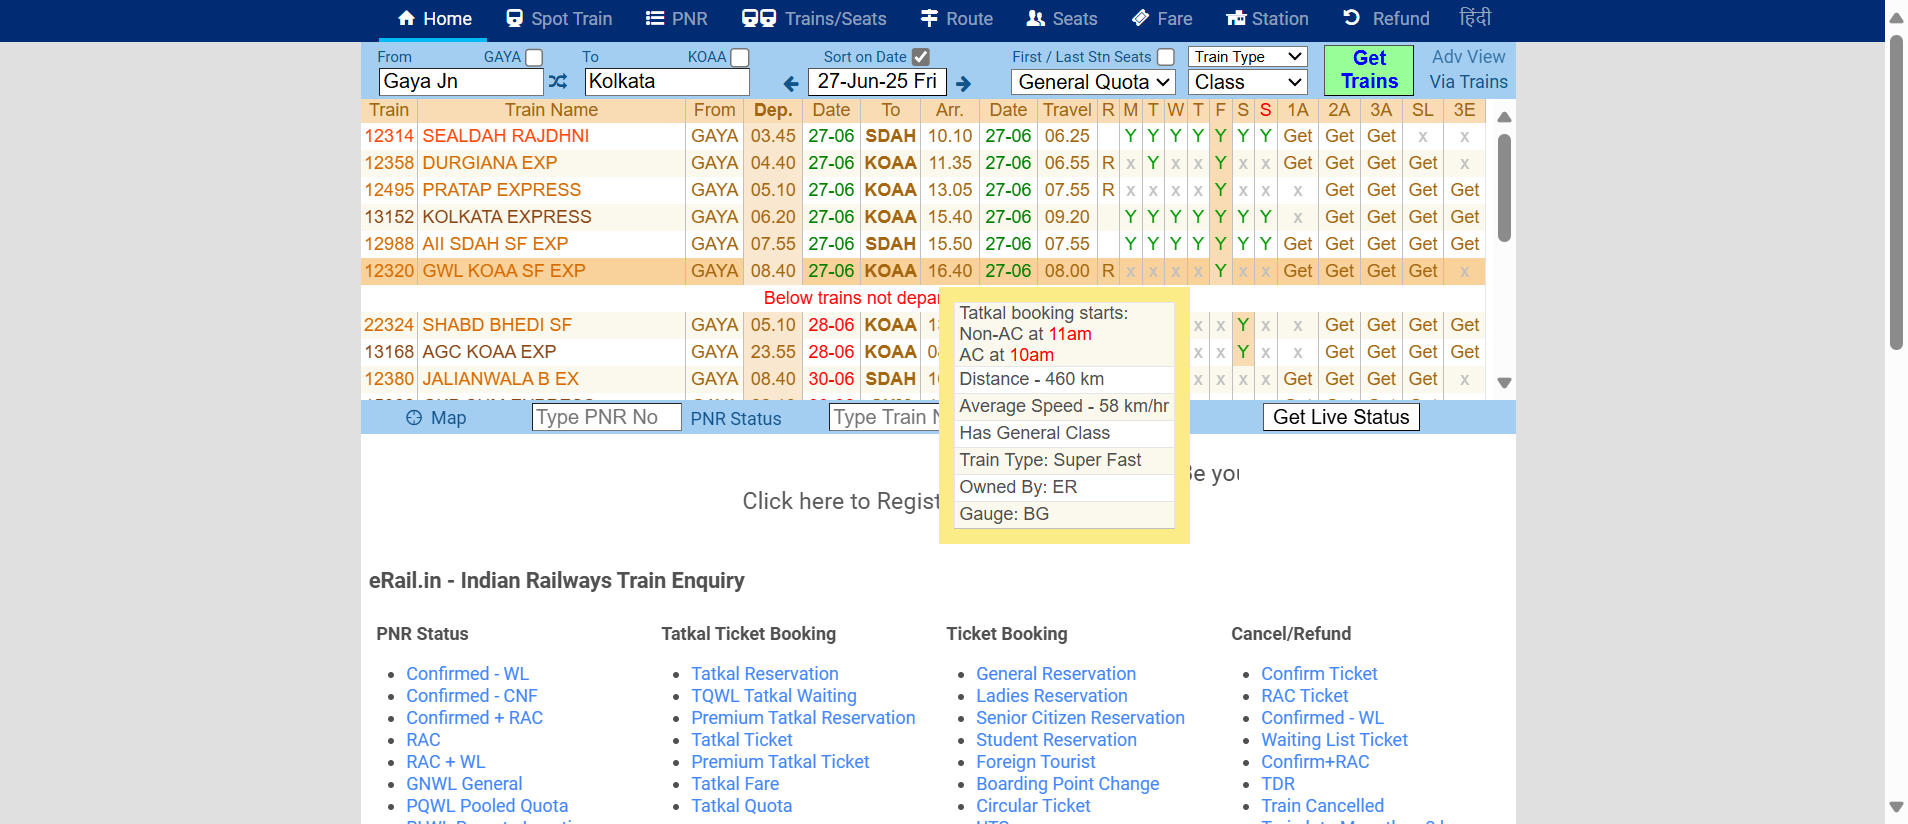 Home Spot Train PNR Trains/Seats Route Seats Fare Station Refund हिंदी
From GAYA To KOAA Sort on Date First / Last Stn Seats Train Type Get Trains Adv View
Gaya Jn Kolkata 27-Jun-25 Fri General Quota Class Via Trains
Train Train Name From Dep. Date To Arr. Date Travel R M T W T F S S 1A 2A 3A SL 3E
12314 SEALDAH RAJDHNI GAYA 03.45 27-06 SDAH 10.10 27-06 06.25 Y Y Y Y Y Y Y Get Get Get x x
12358 DURGIANA EXP GAYA 04.40 27-06 KOAA 11.35 27-06 06.55 R x Y x x Y x x Get Get Get Get x
12495 PRATAP EXPRESS GAYA 05.10 27-06 KOAA 13.05 27-06 07.55 R x x x x Y x x x Get Get Get Get
13152 KOLKATA EXPRESS GAYA 06.20 27-06 KOAA 15.40 27-06 09.20 Y Y Y Y Y Y Y x Get Get Get Get
12988 AII SDAH SF EXP GAYA 07.55 27-06 SDAH 15.50 27-06 07.55 Y Y Y Y Y Y Y Get Get Get Get Get
12320 GWL KOAA SF EXP GAYA 08.40 27-06 KOAA 16.40 27-06 08.00 R x x x x Y x x Get Get Get Get x
Below trains not depar
22324 SHABD BHEDI SF GAYA 05.10 28-06 KOAA x x Y x x Get Get Get Get
13168 AGC KOAA EXP GAYA 23.55 28-06 KOAA x x Y x x Get Get Get Get
12380 JALIANWALA B EX GAYA 08.40 30-06 SDAH x x x x Get Get Get Get x
Tatkal booking starts:
Non-AC at 11am
AC at 10am
Distance - 460 km
Average Speed - 58 km/hr
Has General Class
Train Type: Super Fast
Owned By: ER
Gauge: BG
Map Type PNR No PNR Status Type Train Get Live Status
Be you
Click here to Regist
eRail.in - Indian Railways Train Enquiry
PNR Status Tatkal Ticket Booking Ticket Booking Cancel/Refund
Confirmed - WL Tatkal Reservation General Reservation Confirm Ticket
Confirmed - CNF TQWL Tatkal Waiting Ladies Reservation RAC Ticket
Confirmed + RAC Premium Tatkal Reservation Senior Citizen Reservation Confirmed - WL
RAC Tatkal Ticket Student Reservation Waiting List Ticket
RAC + WL Premium Tatkal Ticket Foreign Tourist Confirm+RAC
GNWL General Tatkal Fare Boarding Point Change TDR
PQWL Pooled Quota Tatkal Quota Circular Ticket Train Cancelled